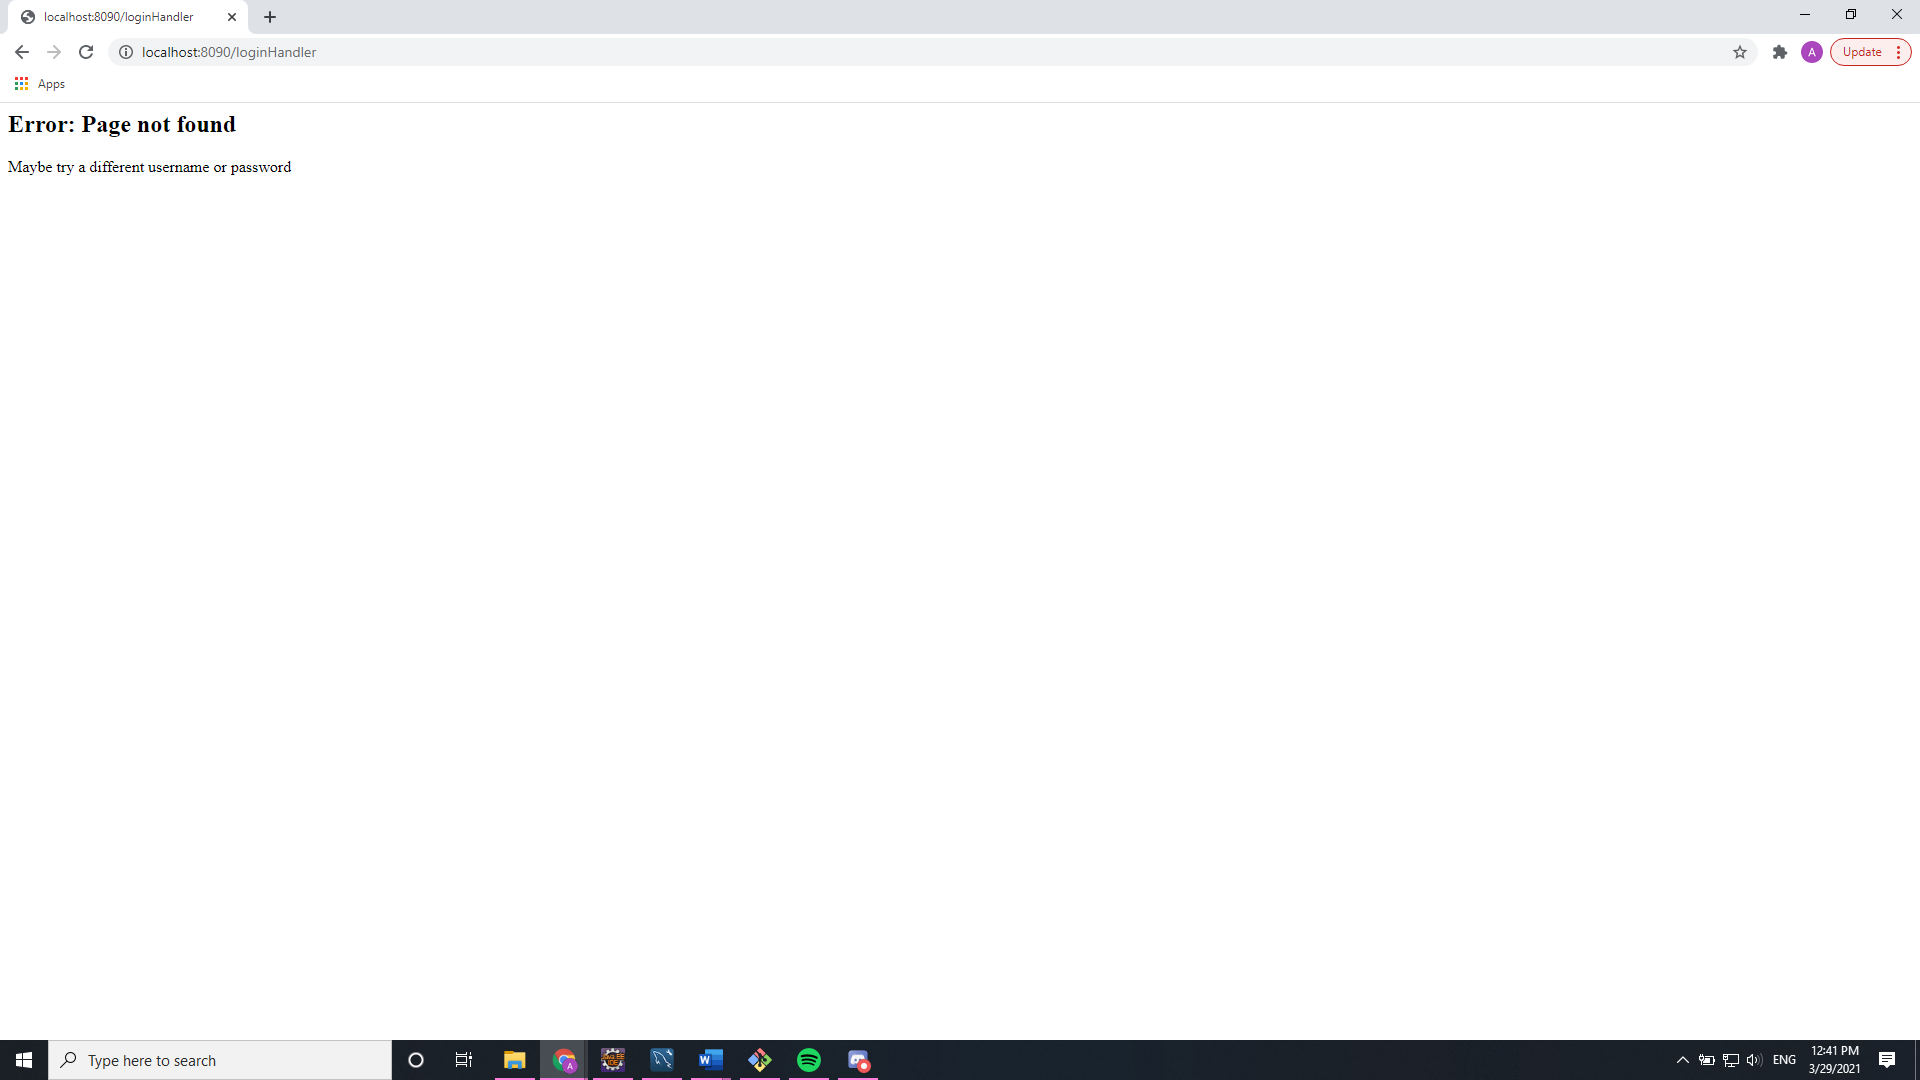 localhost:8090/loginHandler
localhost:8090/loginHandler
A
Update
Apps
Error: Page not found
Maybe try a different username or password
Type here to search
A
W
ENG
12:41 PM
3/29/2021